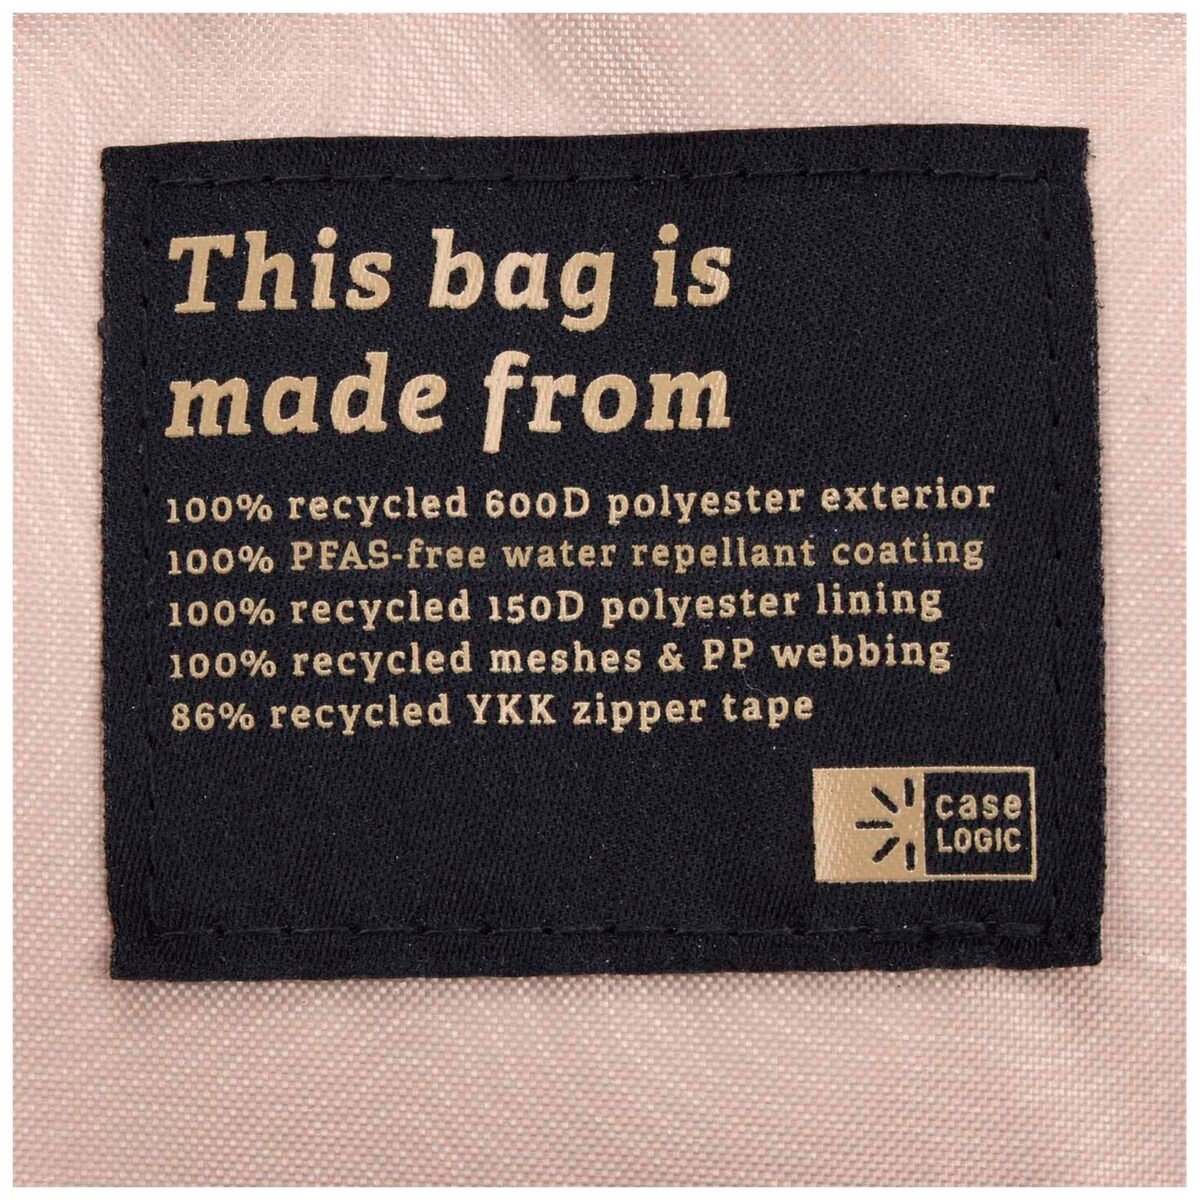 This bag is
made from
100% recycled 600D polyester exterior
100% PFAS-free water repellant coating
100% recycled 150D polyester lining
100% recycled meshes & PP webbing
86% recycled YKK zipper tape
case
LOGIC